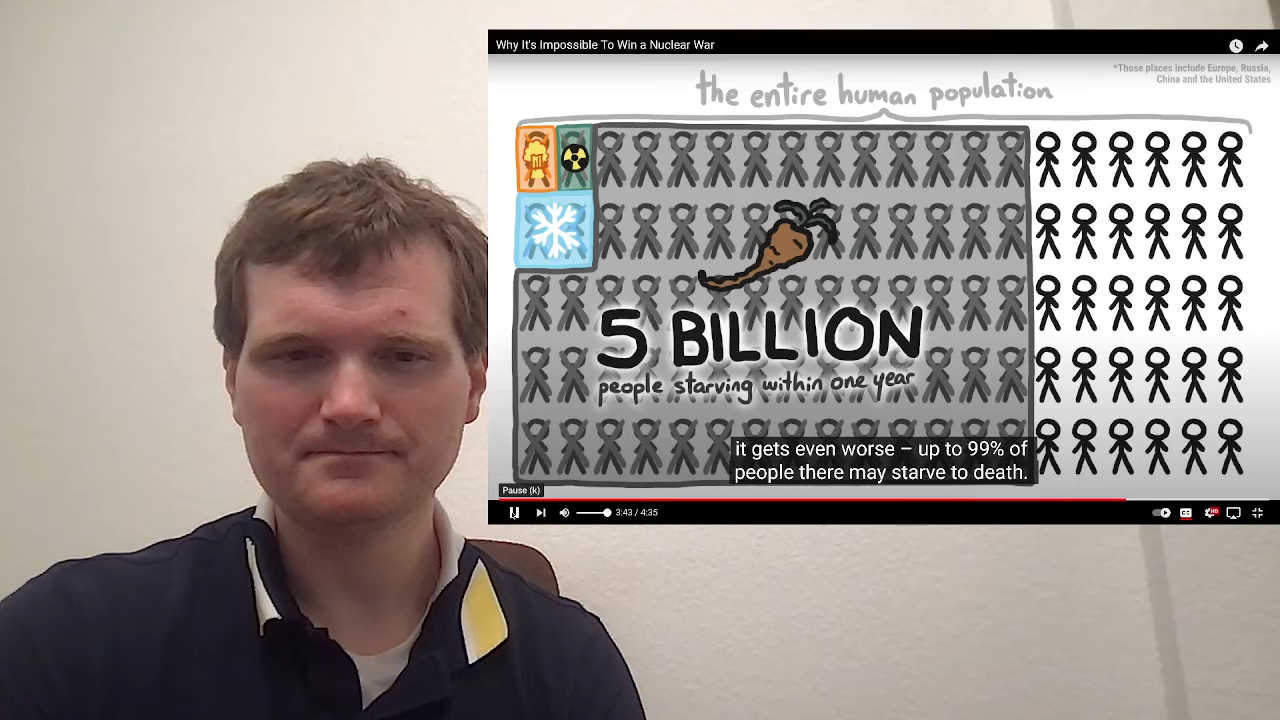 Why It's Impossible To Win a Nuclear War
*Those places include Europe, Russia,
China and the United States
the entire human population
5 BILLION
people starving within one year
it gets even worse – up to 99% of
people there may starve to death.
Pause (k)
3:43 / 4:35
CC
HD